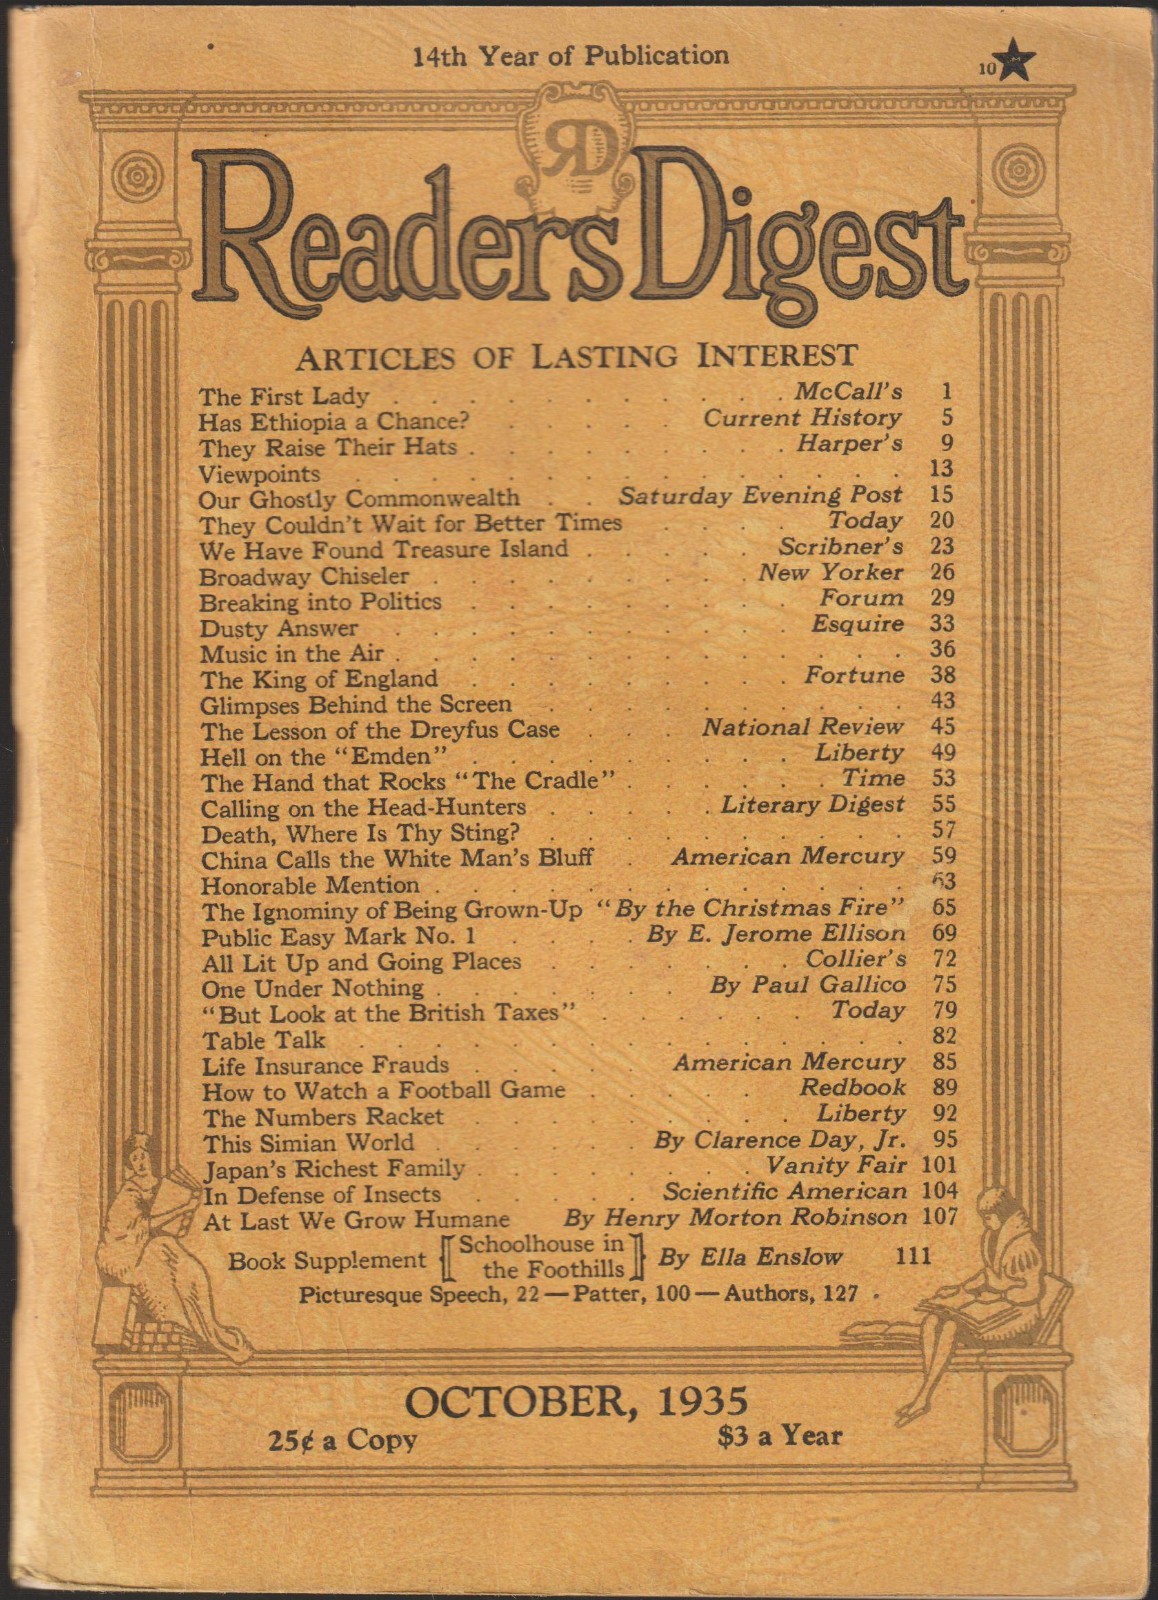 14th Year of Publication
10
M
RD
Readers Digest
ARTICLES OF LASTING INTEREST
The First Lady . . . . . . . . . . . McCall's 1
Has Ethiopia a Chance? . . . . . Current History 5
They Raise Their Hats . . . . . . . . . Harper's 9
Viewpoints . . . . . . . . . . . . . . . 13
Our Ghostly Commonwealth . . Saturday Evening Post 15
They Couldn't Wait for Better Times . . . . Today 20
We Have Found Treasure Island . . . . . Scribner's 23
Broadway Chiseler . . . . . . . . . New Yorker 26
Breaking into Politics . . . . . . . . . Forum 29
Dusty Answer . . . . . . . . . . . Esquire 33
Music in the Air . . . . . . . . . . . . . . 36
The King of England . . . . . . . . . Fortune 38
Glimpses Behind the Screen . . . . . . . . . . 43
The Lesson of the Dreyfus Case . . . National Review 45
Hell on the "Emden" . . . . . . . . . Liberty 49
The Hand that Rocks "The Cradle" . . . . . . Time 53
Calling on the Head-Hunters . . . . . Literary Digest 55
Death, Where Is Thy Sting? . . . . . . . . . . 57
China Calls the White Man's Bluff . American Mercury 59
Honorable Mention . . . . . . . . . . . . . 63
The Ignominy of Being Grown-Up "By the Christmas Fire" 65
Public Easy Mark No. 1 . . . . By E. Jerome Ellison 69
All Lit Up and Going Places . . . . . . . Collier's 72
One Under Nothing . . . . . . . By Paul Gallico 75
"But Look at the British Taxes" . . . . . . Today 79
Table Talk . . . . . . . . . . . . . . . 82
Life Insurance Frauds . . . . . American Mercury 85
How to Watch a Football Game . . . . . Redbook 89
The Numbers Racket . . . . . . . . . Liberty 92
This Simian World . . . . . . By Clarence Day, Jr. 95
Japan's Richest Family . . . . . . . . Vanity Fair 101
In Defense of Insects . . . . . Scientific American 104
At Last We Grow Humane By Henry Morton Robinson 107
Book Supplement [Schoolhouse in the Foothills] By Ella Enslow 111
Picturesque Speech, 22—Patter, 100—Authors, 127 .
OCTOBER, 1935
25¢ a Copy $3 a Year